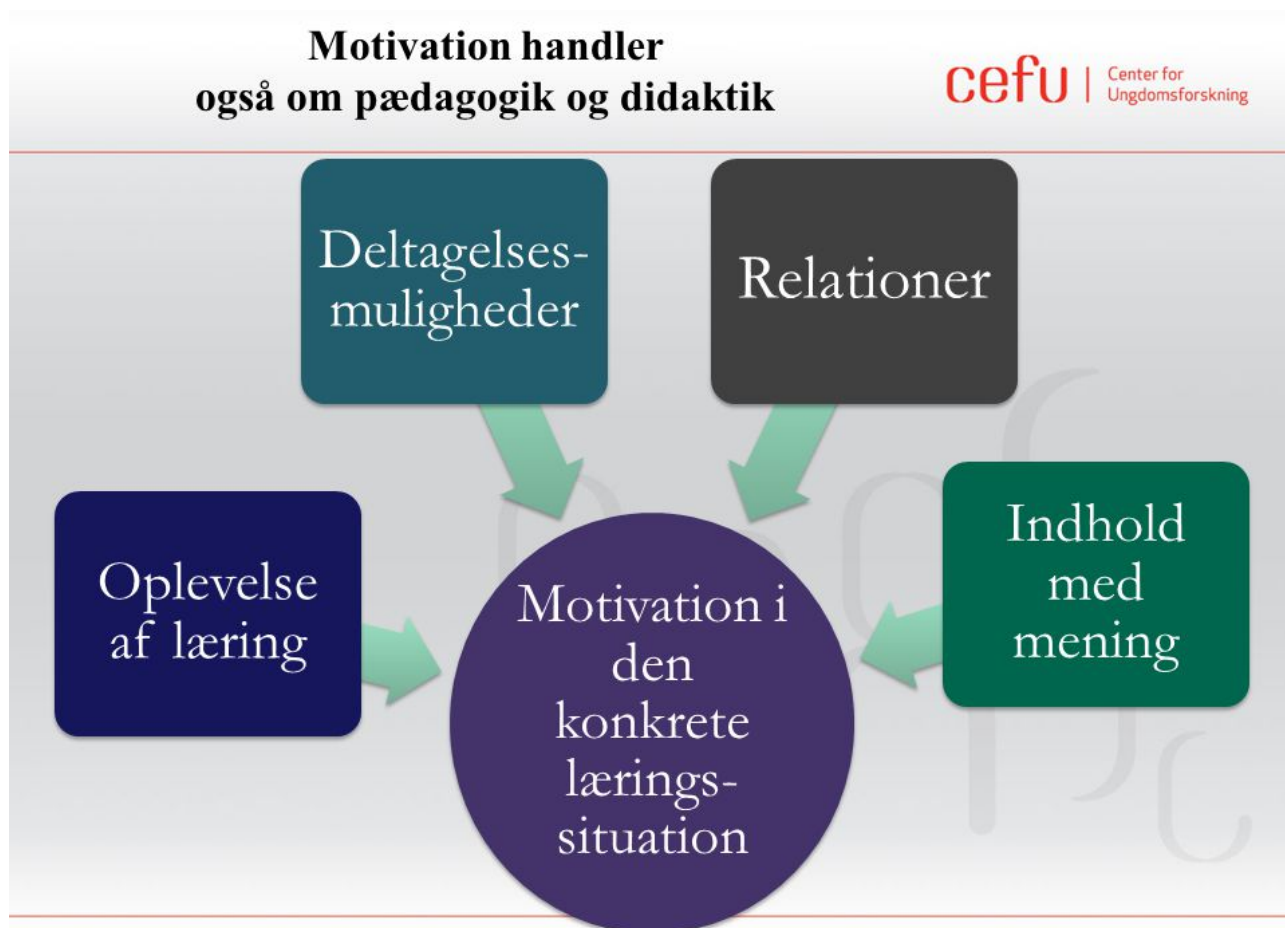 Motivation handler
også om pædagogik og didaktik
cefu
Center for
Ungdomsforskning
Deltagelses-
muligheder
Relationer
Oplevelse
af læring
Indhold
med
mening
Motivation i
den
konkrete
lærings-
situation